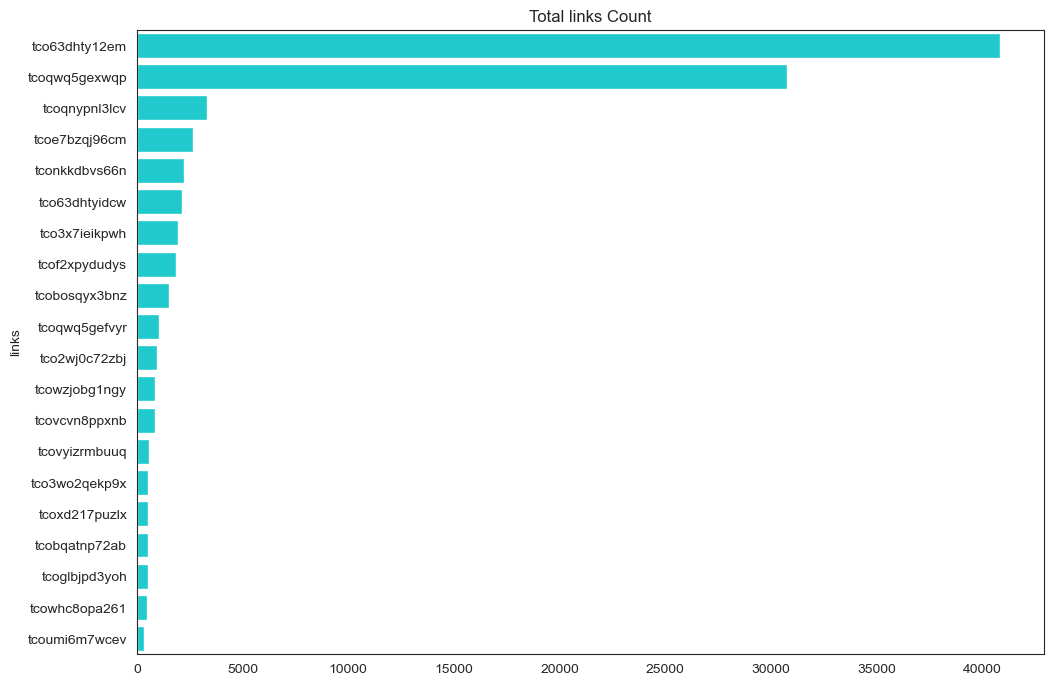 Total links Count
links
tco63dhty12em
tcoqwq5gexwqp
tcoqnypnl3lcv
tcoe7bzqj96cm
tconkkdbvs66n
tco63dhtyidcw
tco3x7ieikpwh
tcof2xpydudys
tcobosqyx3bnz
tcoqwq5gefvyr
tco2wj0c72zbj
tcowzjobg1ngy
tcovcvn8ppxnb
tcovyizrmbuuq
tco3wo2qekp9x
tcoxd217puzlx
tcobqatnp72ab
tcoglbjpd3yoh
tcowhc8opa261
tcoumi6m7wcev
0 5000 10000 15000 20000 25000 30000 35000 40000